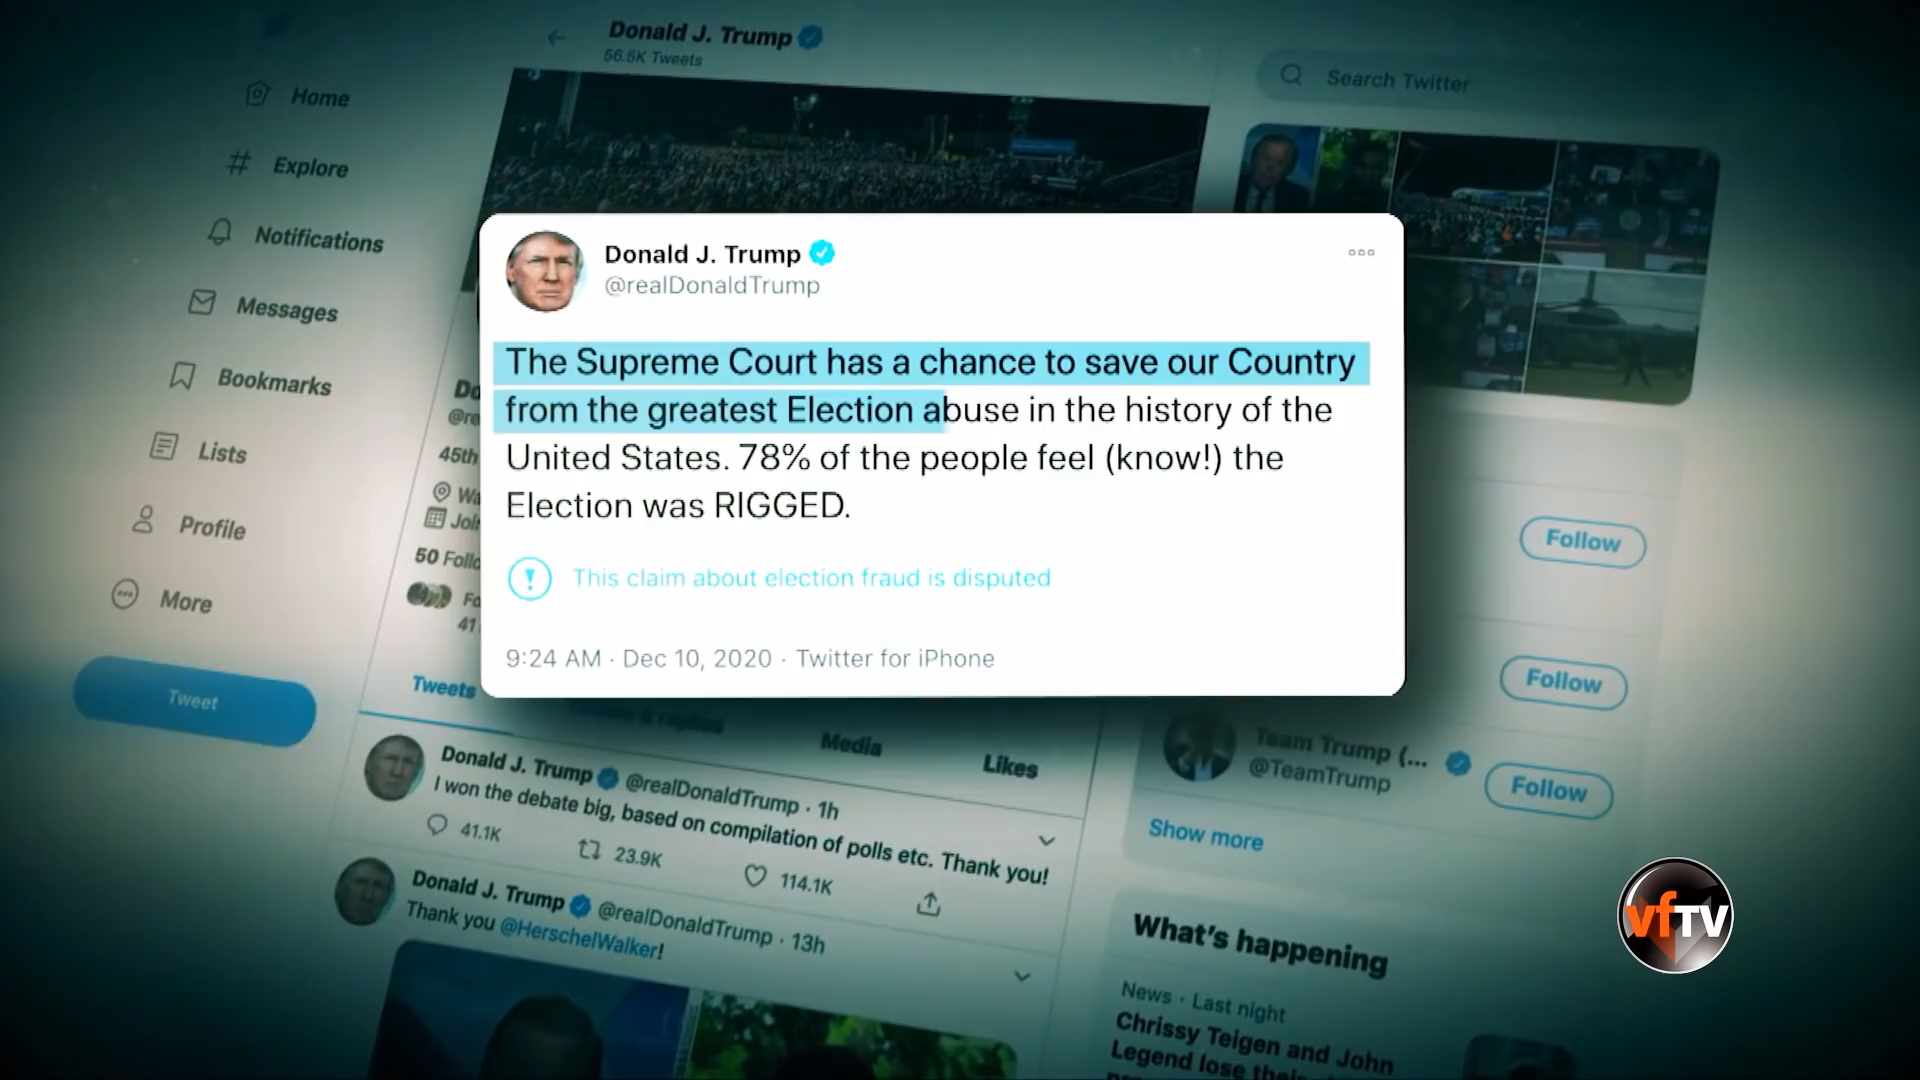 Donald J. Trump
56.5K Tweets
Search Twitter
Home
Explore
Notifications
Messages
Bookmarks
Lists
Profile
More
Tweet
Donald J. Trump
@realDonaldTrump
The Supreme Court has a chance to save our Country
from the greatest Election abuse in the history of the
United States. 78% of the people feel (know!) the
Election was RIGGED.
This claim about election fraud is disputed
9:24 AM · Dec 10, 2020 · Twitter for iPhone
45th
50
41
Tweets
Media
Likes
Donald J. Trump @realDonaldTrump · 1h
I won the debate big, based on compilation of polls etc. Thank you!
41.1K 23.9K 114.1K
Donald J. Trump @realDonaldTrump · 13h
Thank you @HerschelWalker!
Follow
Follow
Team Trump (...
@TeamTrump
Follow
Show more
What's happening
News · Last night
Chrissy Teigen and John
Legend lose their
vfTV